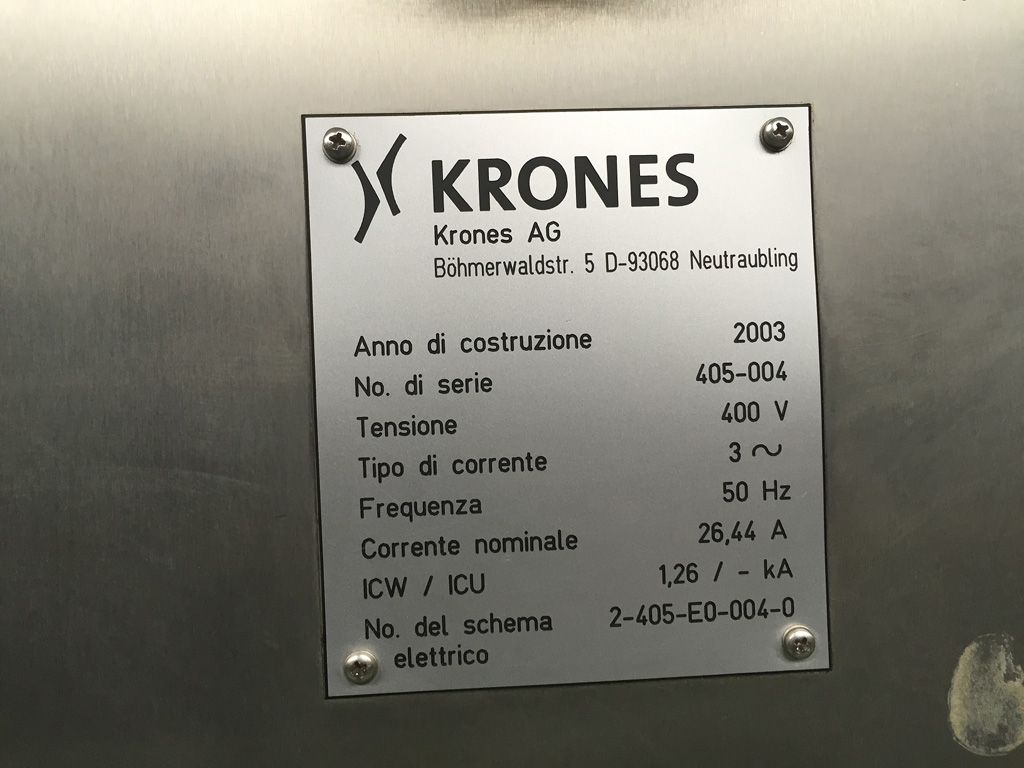 KRONES
Krones AG
Böhmerwaldstr. 5 D-93068 Neutraubling
Anno di costruzione 2003
No. di serie 405-004
Tensione 400 V
Tipo di corrente 3 ~
Frequenza 50 Hz
Corrente nominale 26,44 A
ICW / ICU 1,26 / - kA
No. del schema 2-405-E0-004-0
elettrico